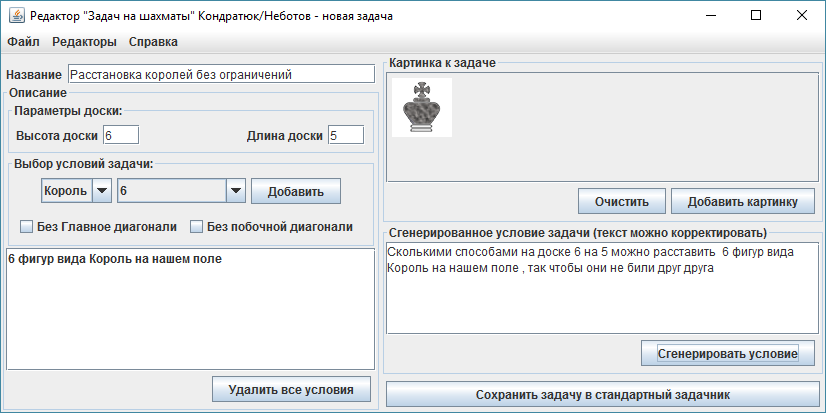 Редактор "Задач на шахматы" Кондратюк/Неботов - новая задача
Файл Редакторы Справка
Название Расстановка королей без ограничений
Описание
Параметры доски:
Высота доски 6 Длина доски 5
Выбор условий задачи:
Король 6 Добавить
Без Главное диагонали Без побочной диагонали
6 фигур вида Король на нашем поле
Удалить все условия
Картинка к задаче
Очистить Добавить картинку
Сгенерированное условие задачи (текст можно корректировать)
Сколькими способами на доске 6 на 5 можно расставить 6 фигур вида
Король на нашем поле , так чтобы они не били друг друга
Сгенерировать условие
Сохранить задачу в стандартный задачник